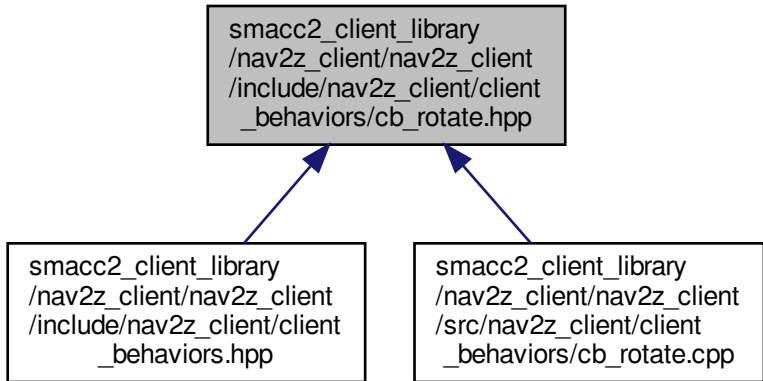 smacc2_client_library
/nav2z_client/nav2z_client
/include/nav2z_client/client
_behaviors/cb_rotate.hpp
smacc2_client_library
/nav2z_client/nav2z_client
/include/nav2z_client/client
_behaviors.hpp
smacc2_client_library
/nav2z_client/nav2z_client
/src/nav2z_client/client
_behaviors/cb_rotate.cpp